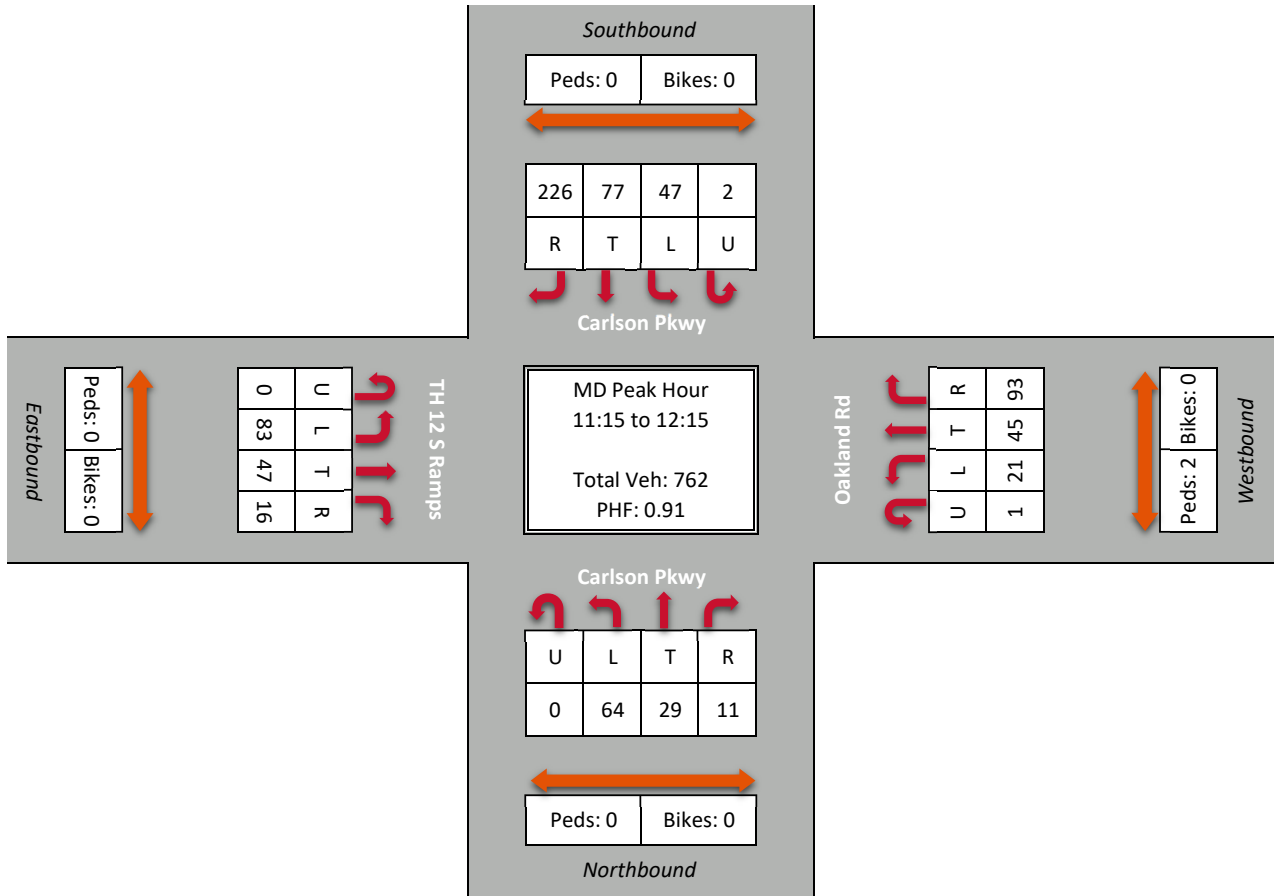 Southbound
Peds: 0 Bikes: 0
226 77 47 2
R T L U
Carlson Pkwy
Eastbound
Peds: 0 Bikes: 0
0 83 47 16
U L T R
TH 12 S Ramps
MD Peak Hour
11:15 to 12:15
Total Veh: 762
PHF: 0.91
Oakland Rd
R T L U
93 45 21 1
Peds: 2 Bikes: 0
Westbound
Carlson Pkwy
U L T R
0 64 29 11
Peds: 0 Bikes: 0
Northbound